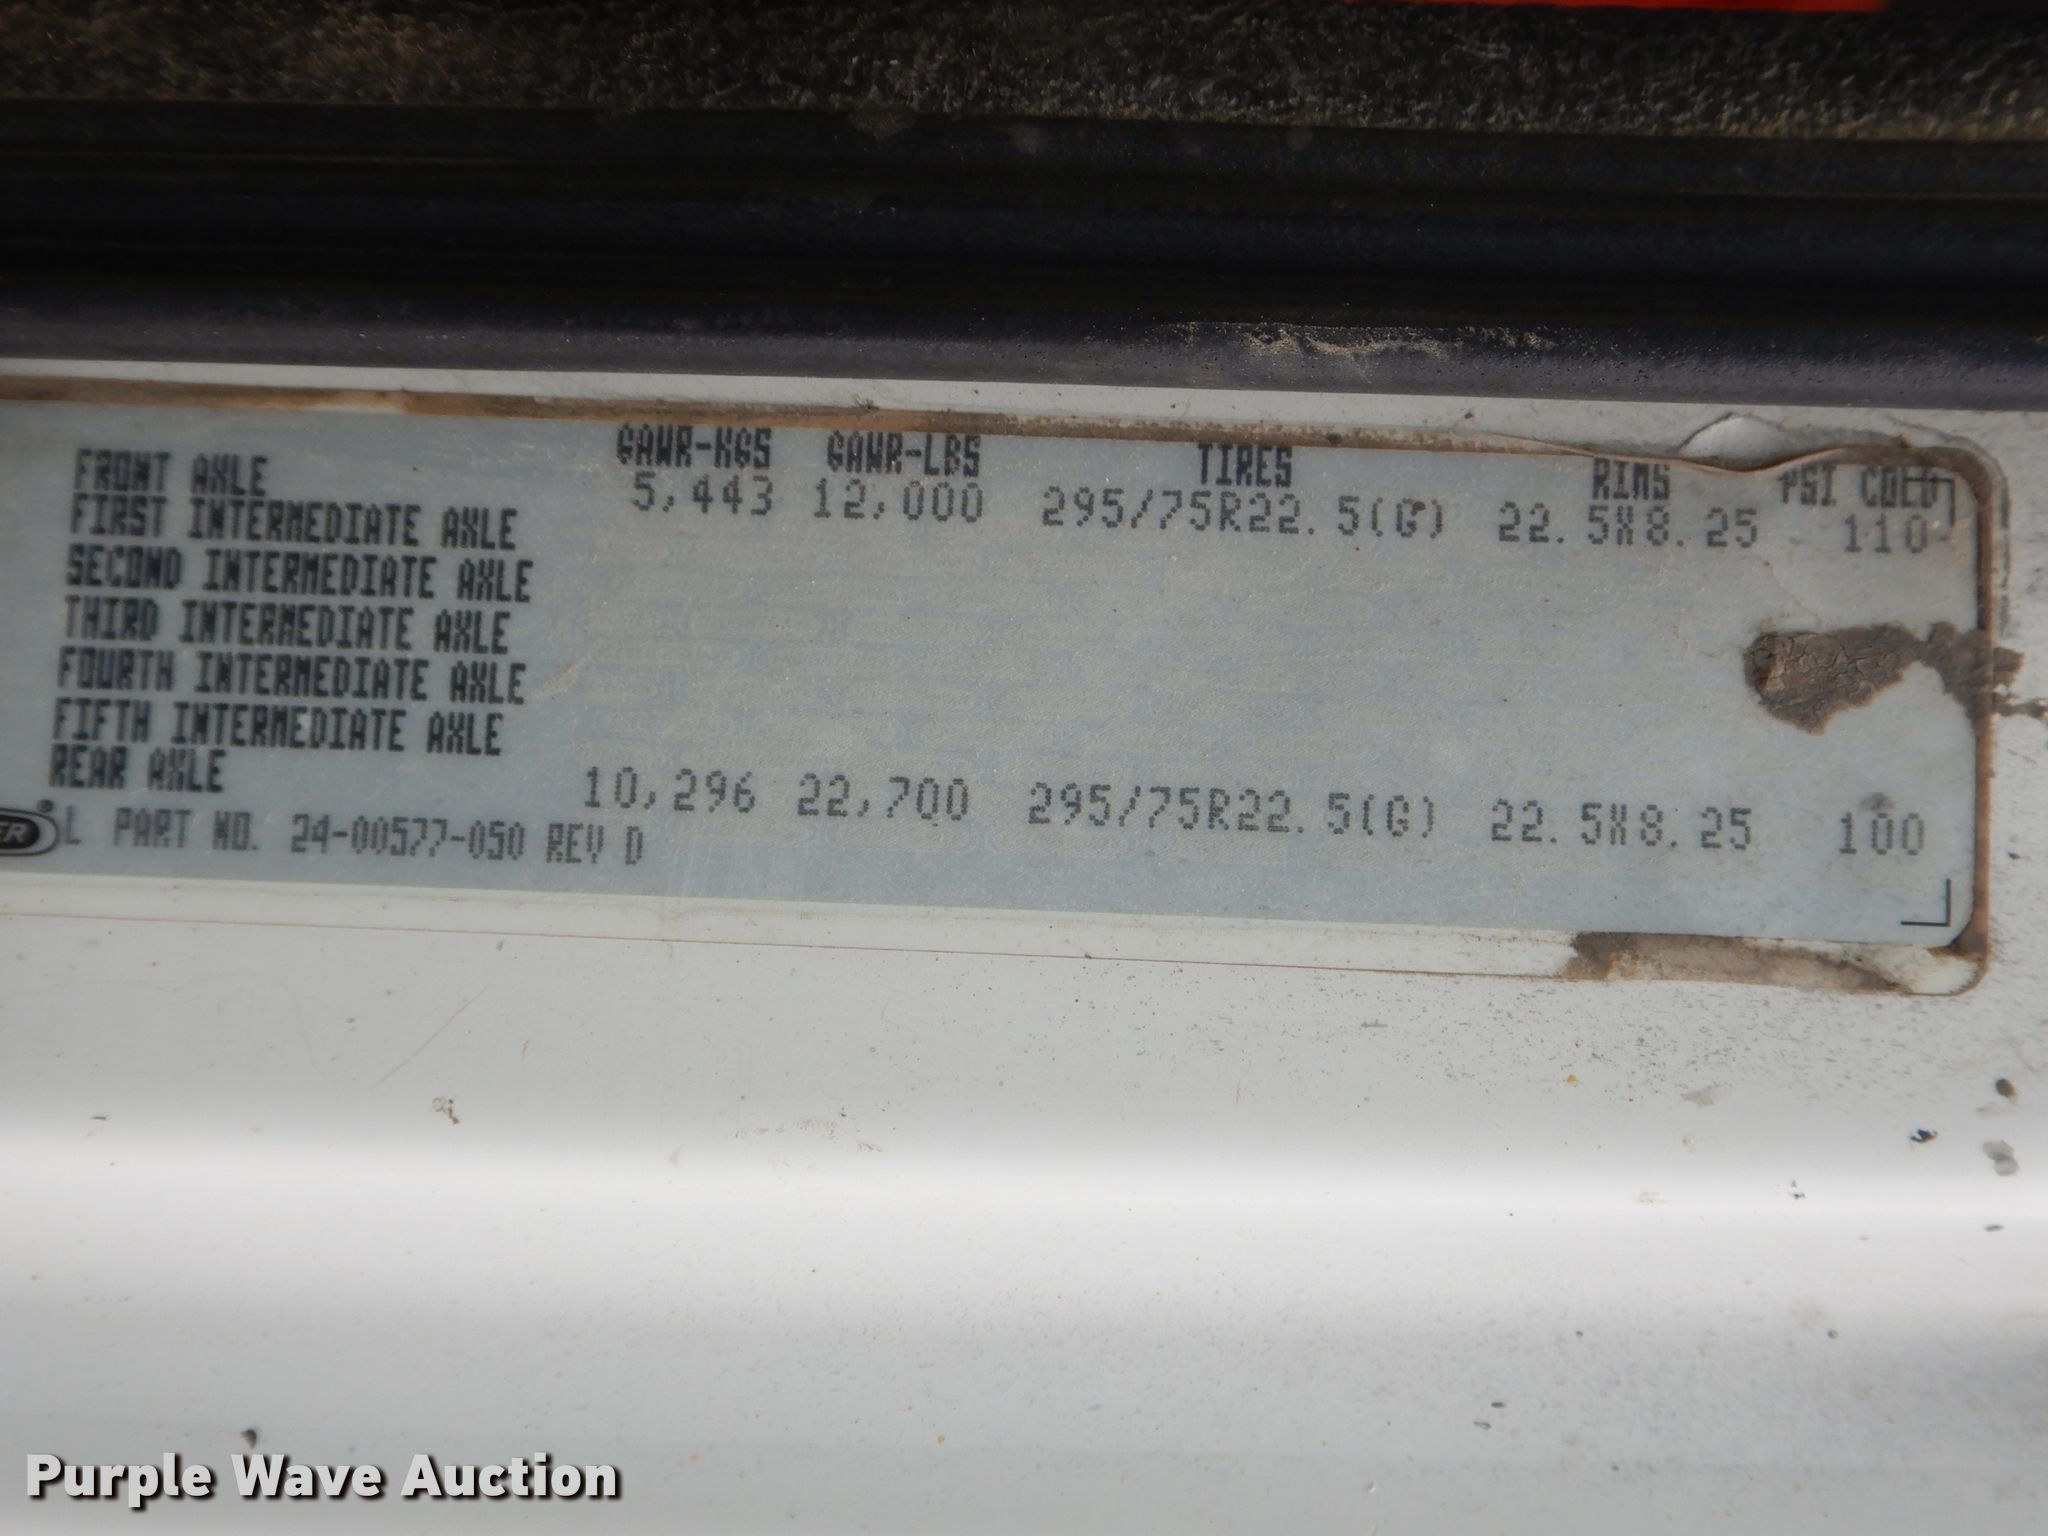 GAWR-KGS GAWR-LBS TIRES RIMS PSI COLD
FRONT AXLE 5,443 12,000 295/75R22.5(G) 22.5X8.25 110
FIRST INTERMEDIATE AXLE
SECOND INTERMEDIATE AXLE
THIRD INTERMEDIATE AXLE
FOURTH INTERMEDIATE AXLE
FIFTH INTERMEDIATE AXLE
REAR AXLE 10,296 22,700 295/75R22.5(G) 22.5X8.25 100
L PART NO. 24-00577-050 REV D
Purple Wave Auction